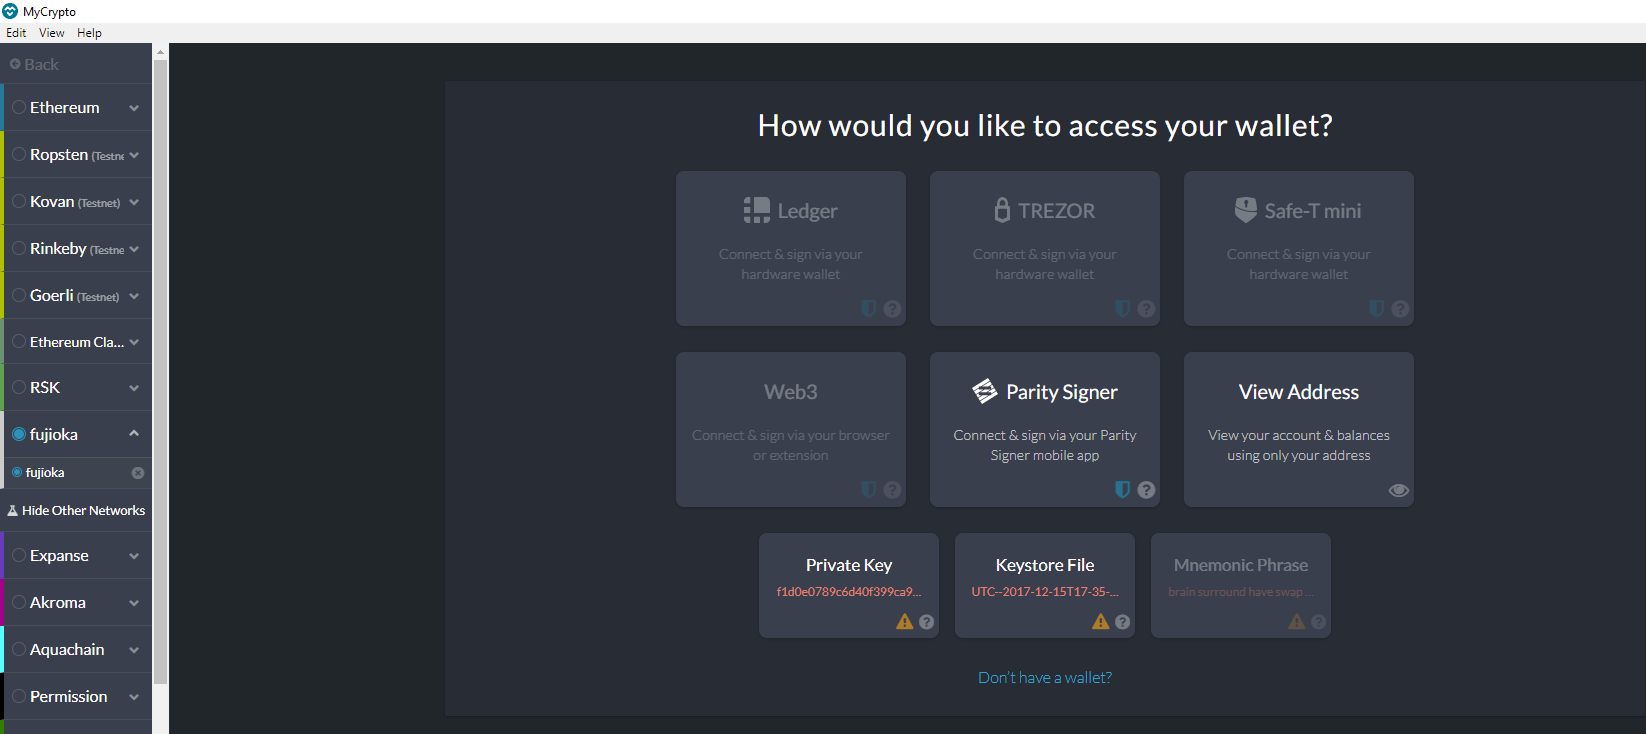 MyCrypto
Edit View Help
Back
Ethereum
Ropsten (Testne
Kovan (Testnet)
Rinkeby (Testne
Goerli (Testnet)
Ethereum Cla...
RSK
fujioka
fujioka
Hide Other Networks
Expanse
Akroma
Aquachain
Permission
How would you like to access your wallet?
Ledger
Connect & sign via your
hardware wallet
TREZOR
Connect & sign via your
hardware wallet
Safe-T mini
Connect & sign via your
hardware wallet
Web3
Connect & sign via your browser
or extension
Parity Signer
Connect & sign via your Parity
Signer mobile app
View Address
View your account & balances
using only your address
Private Key
f1d0e0789c6d40f399ca9...
Keystore File
UTC--2017-12-15T17-35-...
Mnemonic Phrase
brain surround have swap ...
Don't have a wallet?